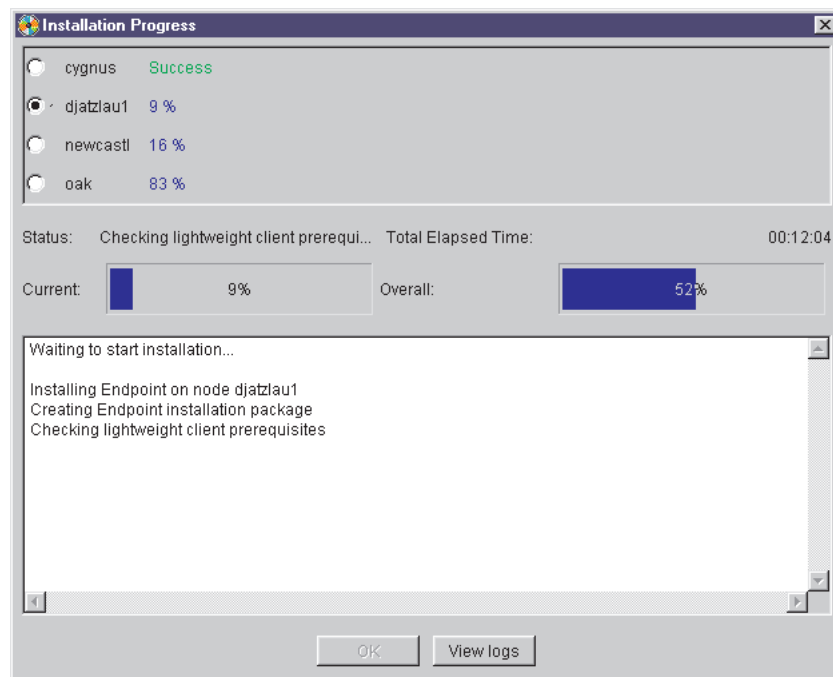 Installation Progress
cygnus Success
djatzlau1 9 %
newcastl 16 %
oak 83 %
Status: Checking lightweight client prerequi... Total Elapsed Time: 00:12:04
Current: 9% Overall: 52%
Waiting to start installation...
Installing Endpoint on node djatzlau1
Creating Endpoint installation package
Checking lightweight client prerequisites
OK View logs